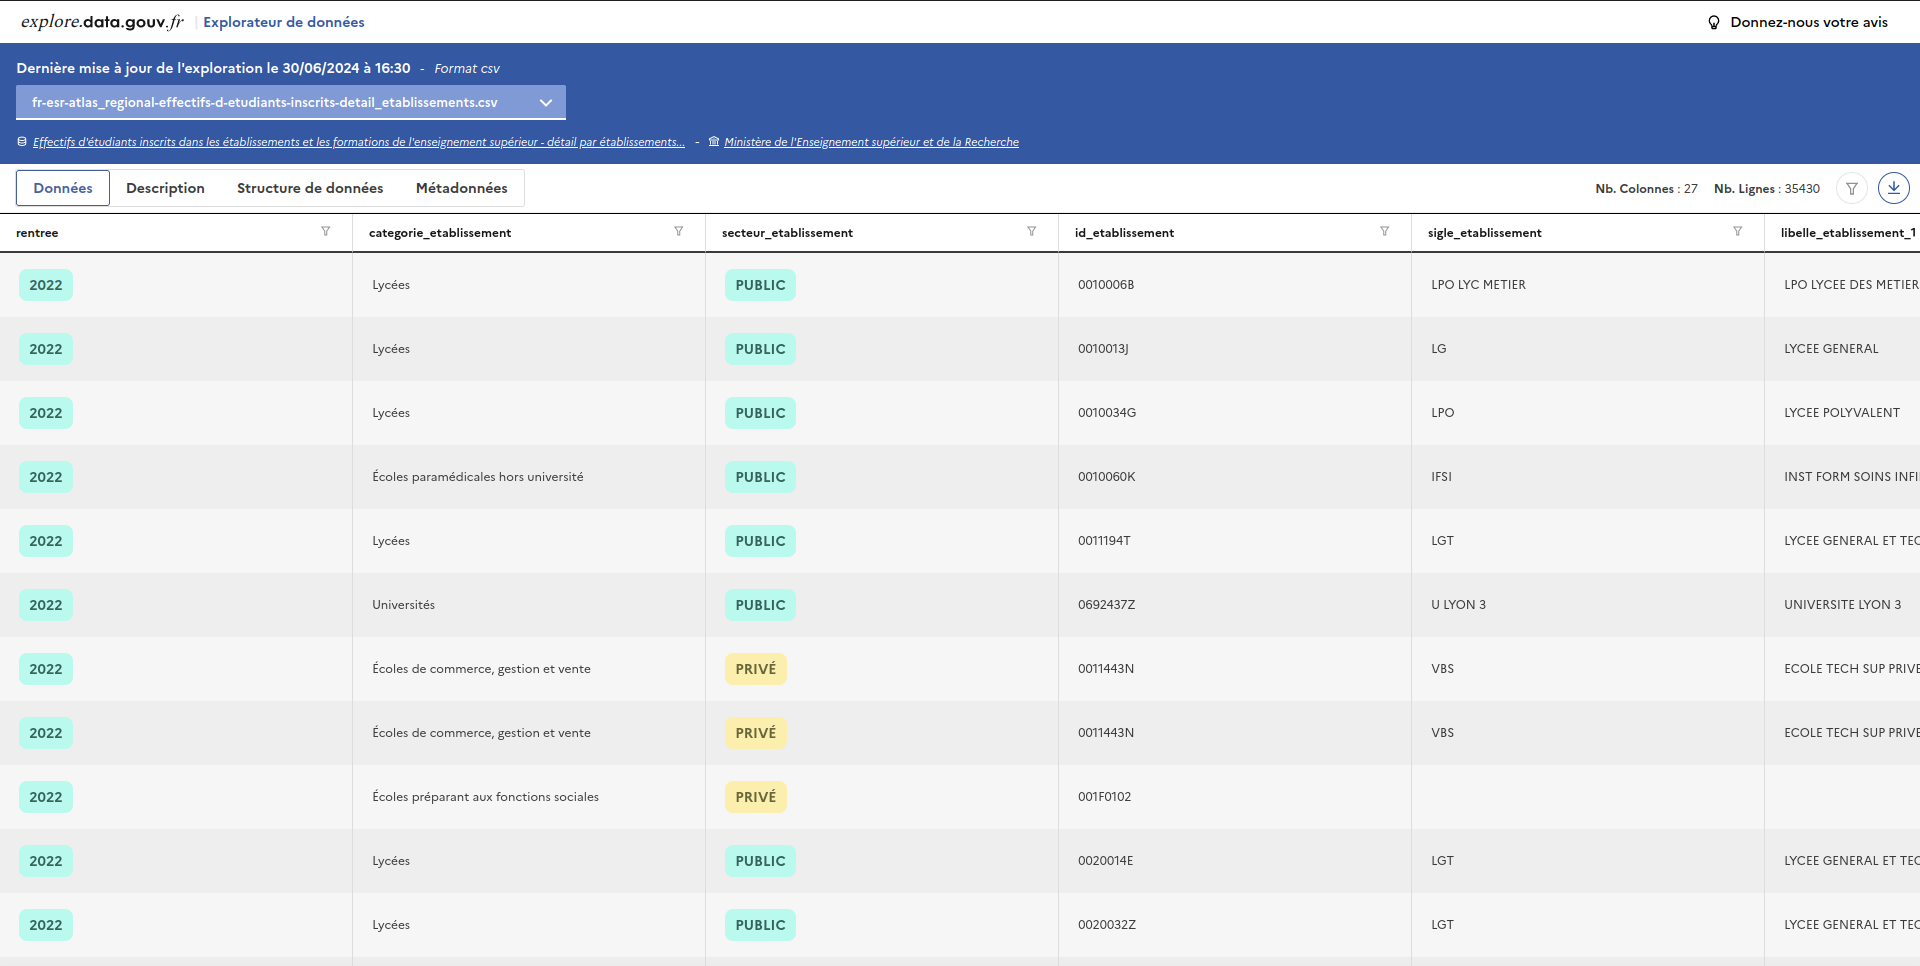 explore.data.gouv.fr Explorateur de données Donnez-nous votre avis
Dernière mise à jour de l'exploration le 30/06/2024 à 16:30 - Format csv
fr-esr-atlas_regional-effectifs-d-etudiants-inscrits-detail_etablissements.csv
Effectifs d'étudiants inscrits dans les établissements et les formations de l'enseignement supérieur - détail par établissements... - Ministère de l'Enseignement supérieur et de la Recherche
Données Description Structure de données Métadonnées Nb. Colonnes : 27 Nb. Lignes : 35430
rentree categorie_etablissement secteur_etablissement id_etablissement sigle_etablissement libelle_etablissement_1
2022 Lycées PUBLIC 0010006B LPO LYC METIER LPO LYCEE DES METIER
2022 Lycées PUBLIC 0010013J LG LYCEE GENERAL
2022 Lycées PUBLIC 0010034G LPO LYCEE POLYVALENT
2022 Écoles paramédicales hors université PUBLIC 0010060K IFSI INST FORM SOINS INFI
2022 Lycées PUBLIC 0011194T LGT LYCEE GENERAL ET TEC
2022 Universités PUBLIC 0692437Z U LYON 3 UNIVERSITE LYON 3
2022 Écoles de commerce, gestion et vente PRIVÉ 0011443N VBS ECOLE TECH SUP PRIVE
2022 Écoles de commerce, gestion et vente PRIVÉ 0011443N VBS ECOLE TECH SUP PRIVE
2022 Écoles préparant aux fonctions sociales PRIVÉ 001F0102
2022 Lycées PUBLIC 0020014E LGT LYCEE GENERAL ET TEC
2022 Lycées PUBLIC 0020032Z LGT LYCEE GENERAL ET TEC